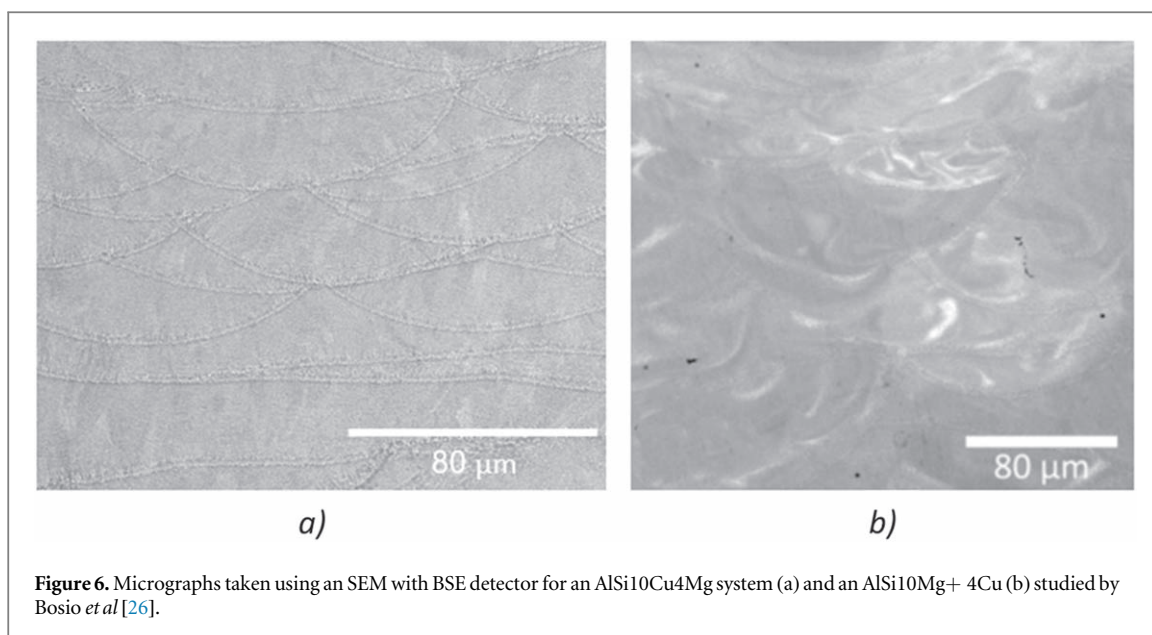 80 μm
80 μm
a)
b)
Figure 6. Micrographs taken using an SEM with BSE detector for an AlSi10Cu4Mg system (a) and an AlSi10Mg+ 4Cu (b) studied by
Bosio et al [26].